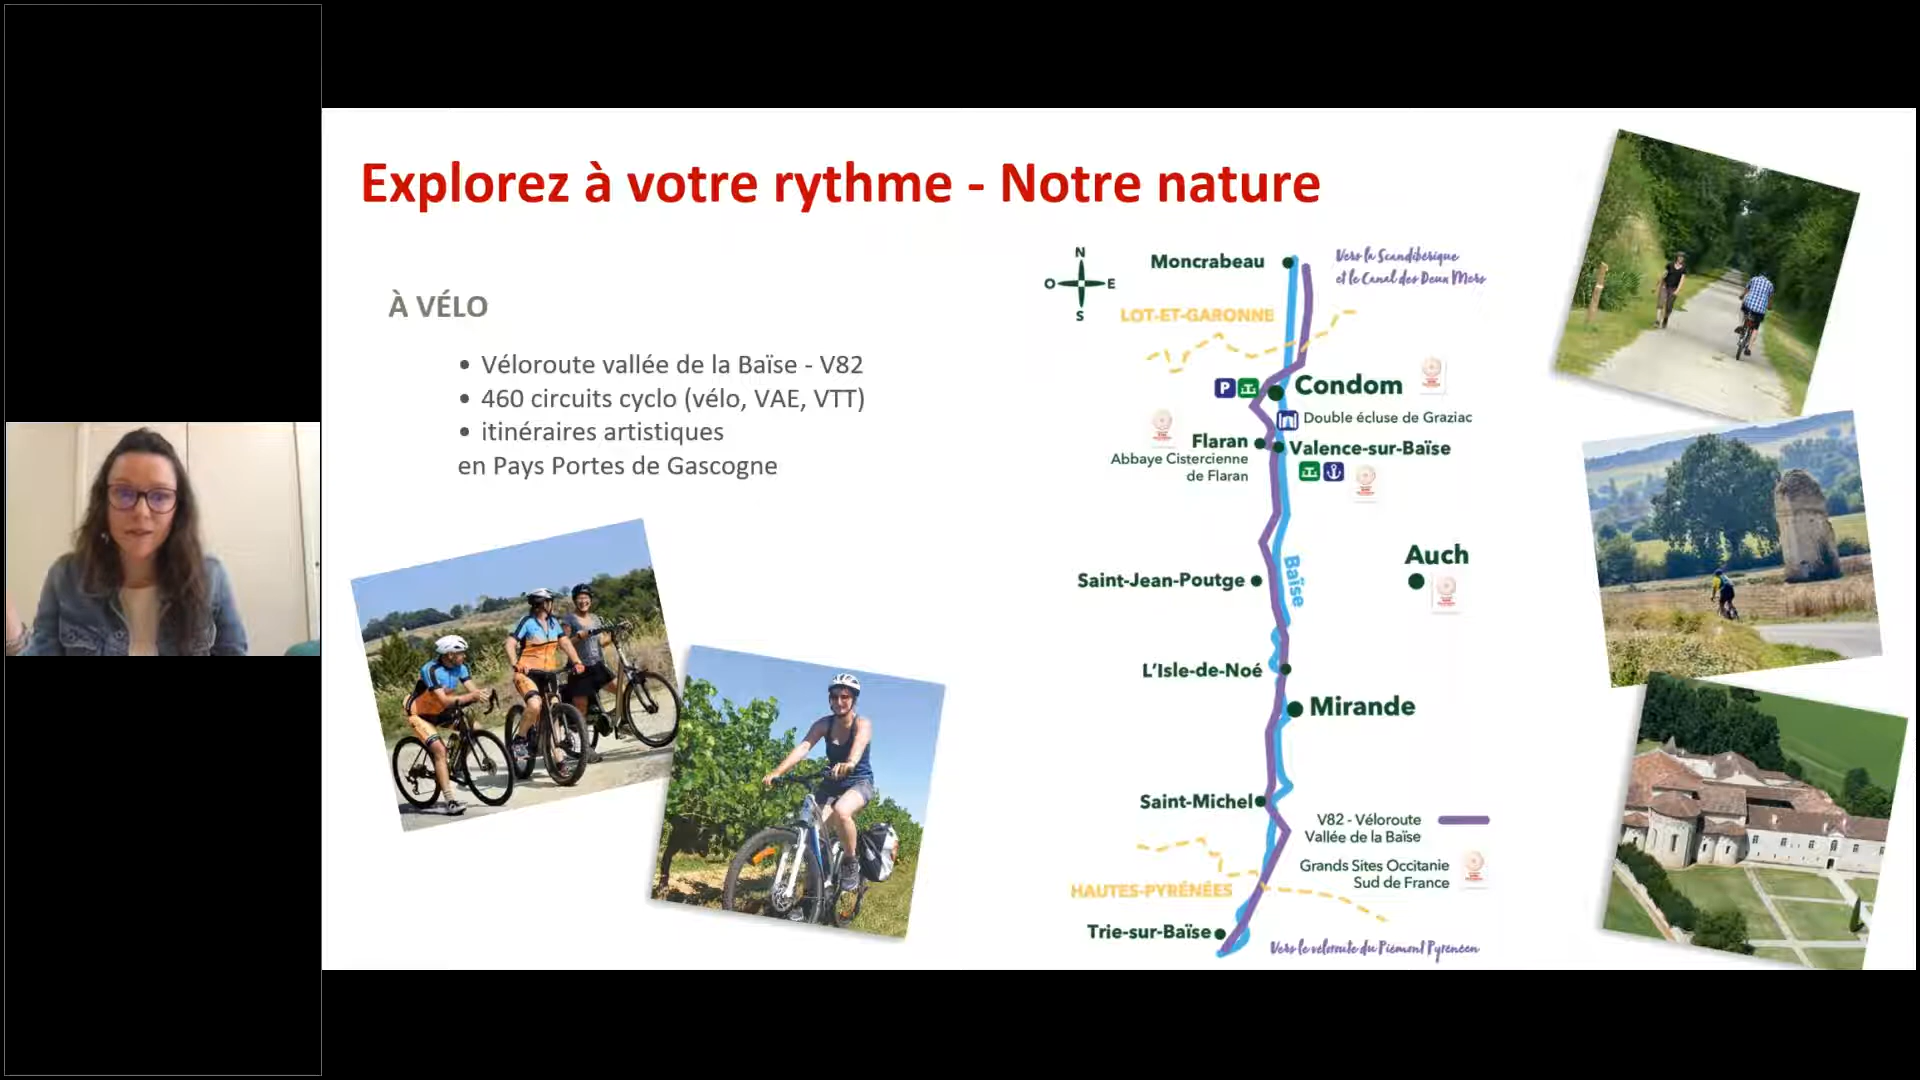 Explorez à votre rythme - Notre nature
À VÉLO
• Véloroute vallée de la Baïse - V82
• 460 circuits cyclo (vélo, VAE, VTT)
• itinéraires artistiques
en Pays Portes de Gascogne
N
O
E
S
Moncrabeau
Vers la Scandibérique
et le Canal des Deux Mers
LOT-ET-GARONNE
P
Condom
Double écluse de Graziac
Flaran
Abbaye Cistercienne
de Flaran
Valence-sur-Baïse
Auch
Saint-Jean-Poutge
Baïse
L'Isle-de-Noé
Mirande
Saint-Michel
V82 - Véloroute
Vallée de la Baïse
Grands Sites Occitanie
Sud de France
HAUTES-PYRÉNÉES
Trie-sur-Baïse
Vers le véloroute du Piémont Pyrénéen